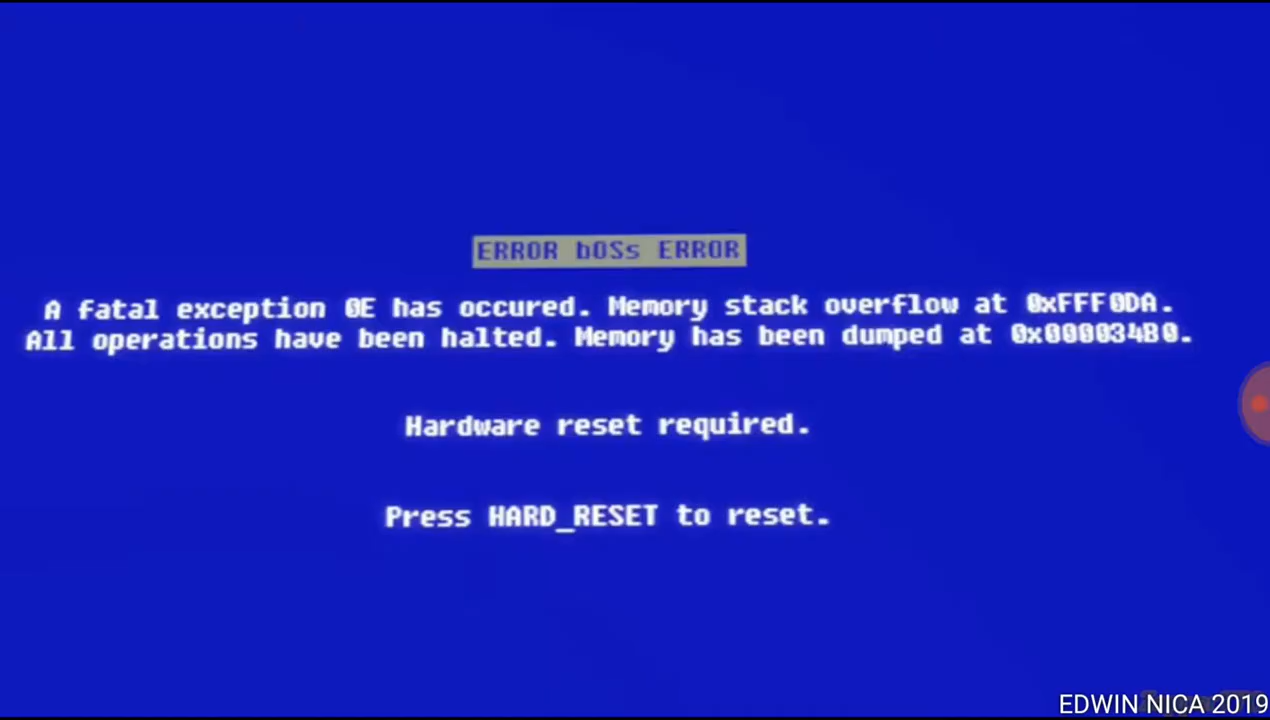 ERROR bOSs ERROR
A fatal exception 0E has occured. Memory stack overflow at 0xFFF0DA.
All operations have been halted. Memory has been dumped at 0x000034B0.
Hardware reset required.
Press HARD_RESET to reset.
EDWIN NICA 2019